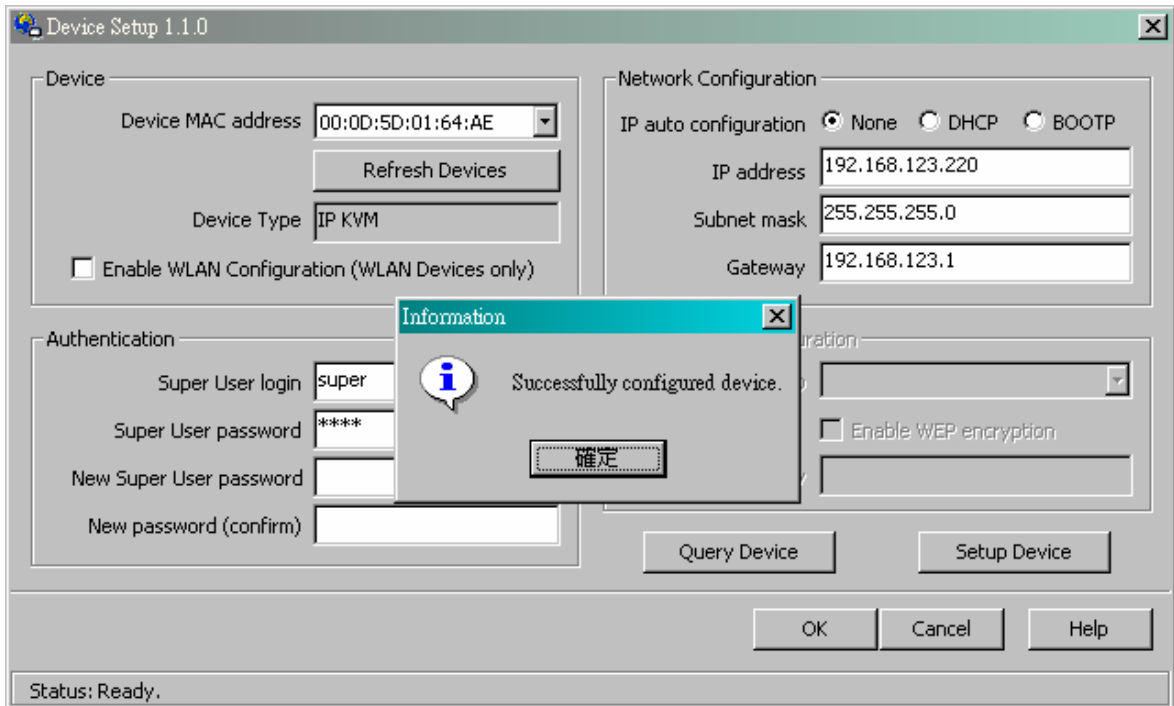 Device Setup 1.1.0
Device
Device MAC address 00:0D:5D:01:64:AE
Refresh Devices
Device Type IP KVM
Enable WLAN Configuration (WLAN Devices only)
Network Configuration
IP auto configuration None DHCP BOOTP
IP address 192.168.123.220
Subnet mask 255.255.255.0
Gateway 192.168.123.1
Authentication
Super User login super
Super User password ****
New Super User password
New password (confirm)
Information
Successfully configured device.
確定
Enable WEP encryption
Query Device
Setup Device
OK
Cancel
Help
Status: Ready.